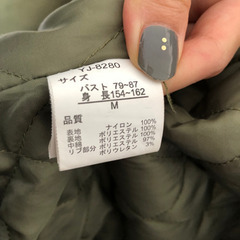 YJ-8280
サイズ
バスト 79~87
身 長 154~162
M
品質
表地 ナイロン 100%
裏地 ポリエステル 100%
中綿 ポリエステル 100%
リブ部分 ポリエステル 97%
ポリウレタン 3%